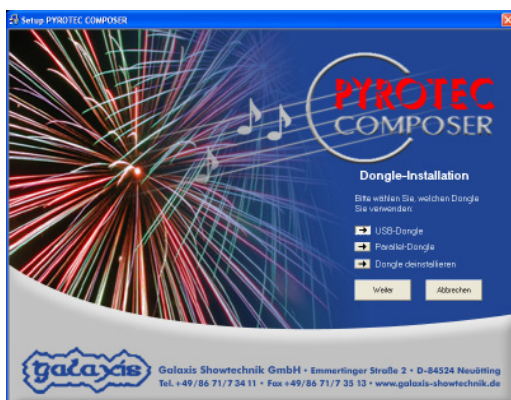 Setup PYROTEC COMPOSER
PYROTEC
COMPOSER
Dongle-Installation
Bitte wählen Sie, welchen Dongle
Sie verwenden:
USB-Dongle
Parallel-Dongle
Dongle deinstallieren
Weiter
Abbrechen
galaxis
Galaxis Showtechnik GmbH • Emmertinger Straße 2 • D-84524 Neuötting
Tel. +49/86 71/7 34 11 • Fax +49/86 71/7 35 13 • www.galaxis-showtechnik.de